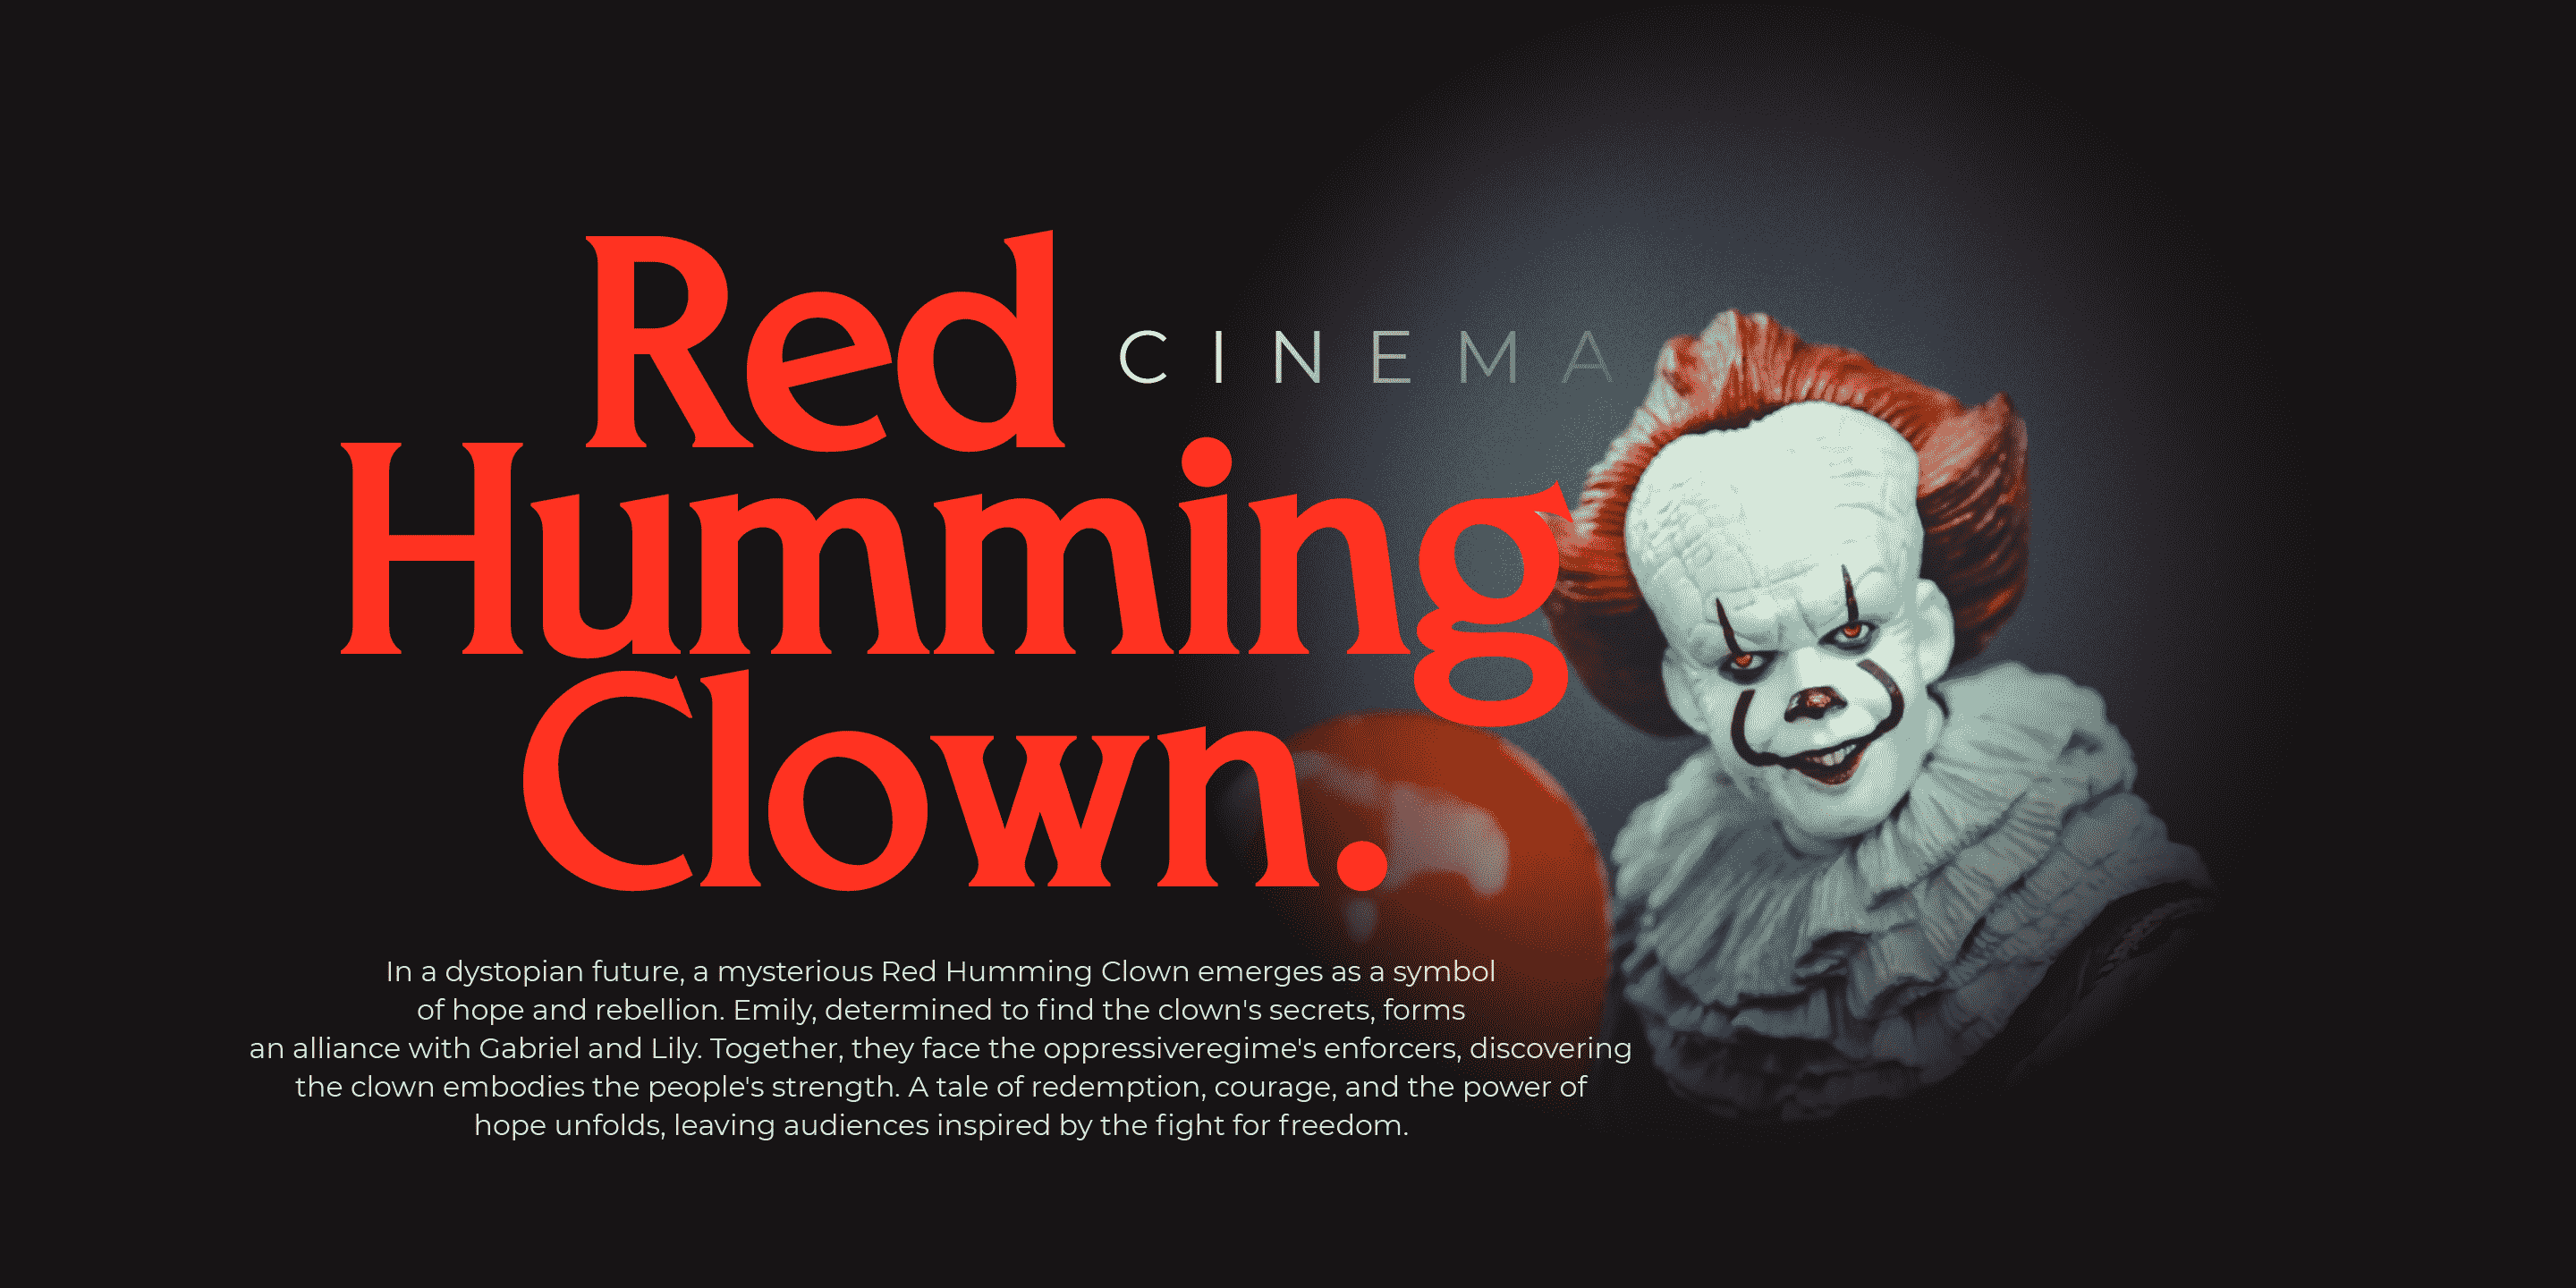 Red
CINEMA
Humming
Clown.
In a dystopian future, a mysterious Red Humming Clown emerges as a symbol
of hope and rebellion. Emily, determined to find the clown's secrets, forms
an alliance with Gabriel and Lily. Together, they face the oppressiveregime's enforcers, discovering
the clown embodies the people's strength. A tale of redemption, courage, and the power of
hope unfolds, leaving audiences inspired by the fight for freedom.